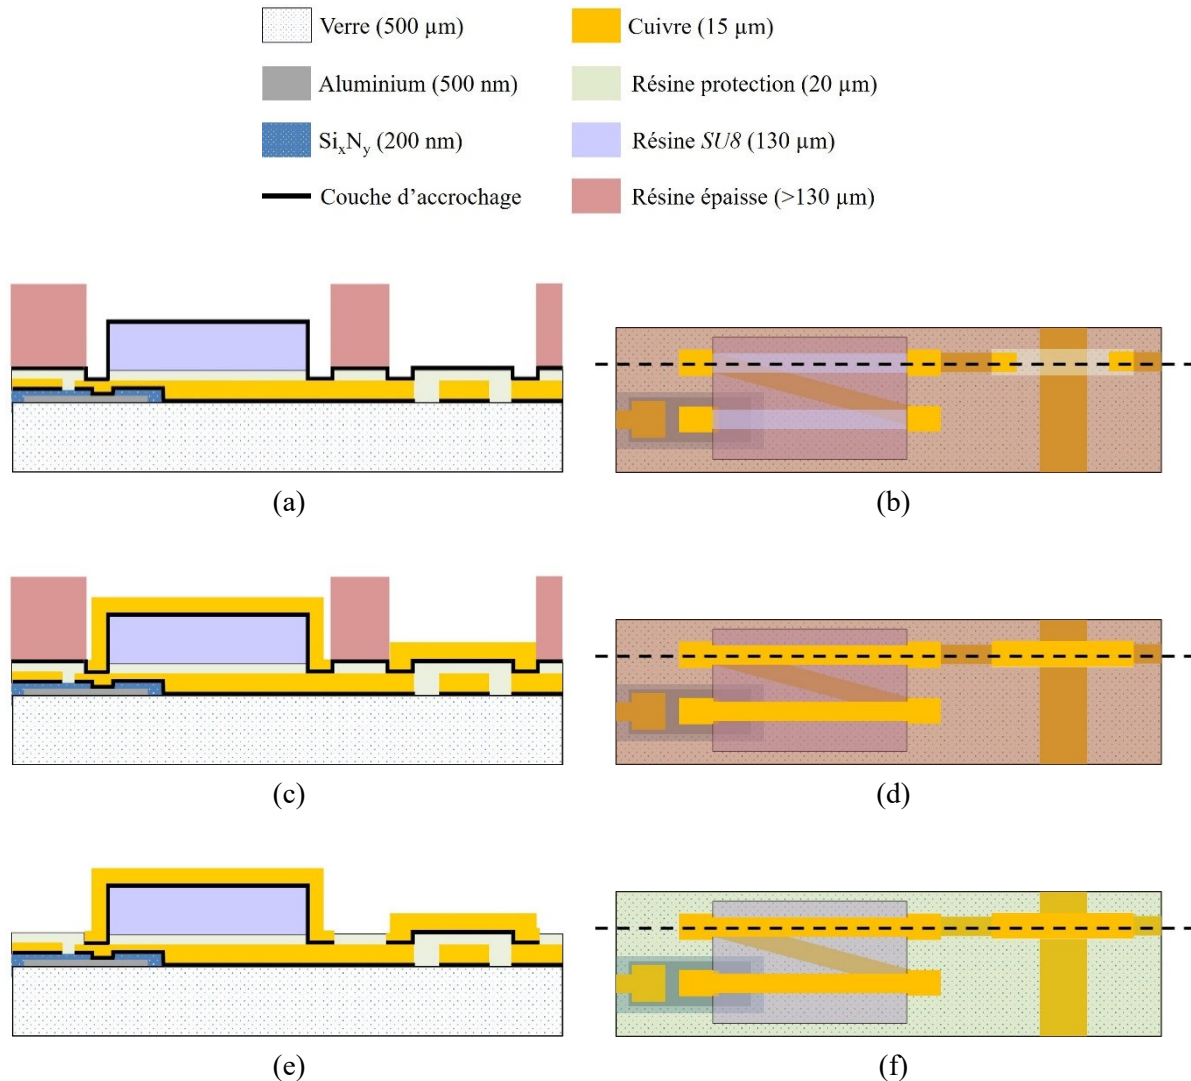 Verre (500 µm)
Cuivre (15 µm)
Aluminium (500 nm)
Résine protection (20 µm)
SixNy (200 nm)
Résine SU8 (130 µm)
Couche d'accrochage
Résine épaisse (>130 µm)
(a)
(b)
(c)
(d)
(e)
(f)